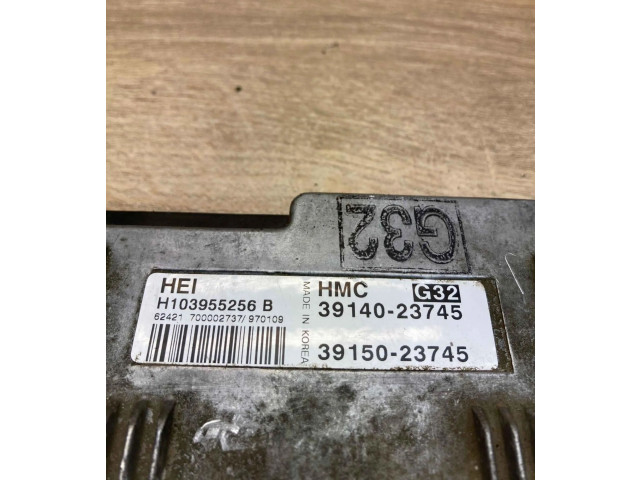 G32
HEI
H103955256 B
62421 700002737/970109
MADE IN KOREA
HMC G32
39140-23745
39150-23745